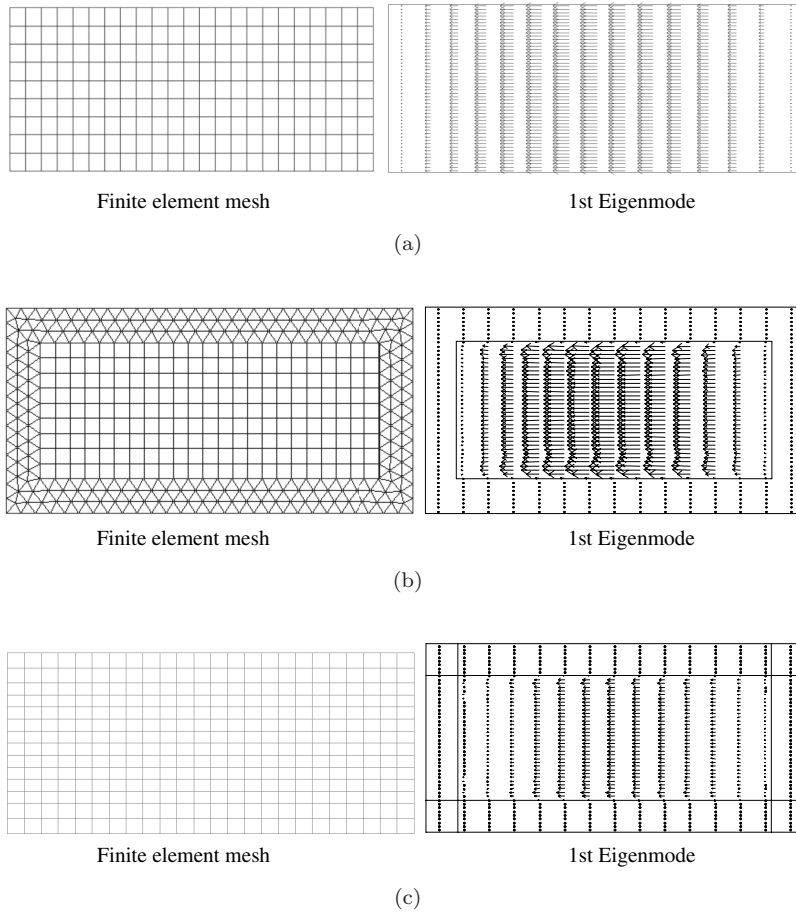 Finite element mesh 1st Eigenmode
(a)
Finite element mesh 1st Eigenmode
(b)
Finite element mesh 1st Eigenmode
(c)